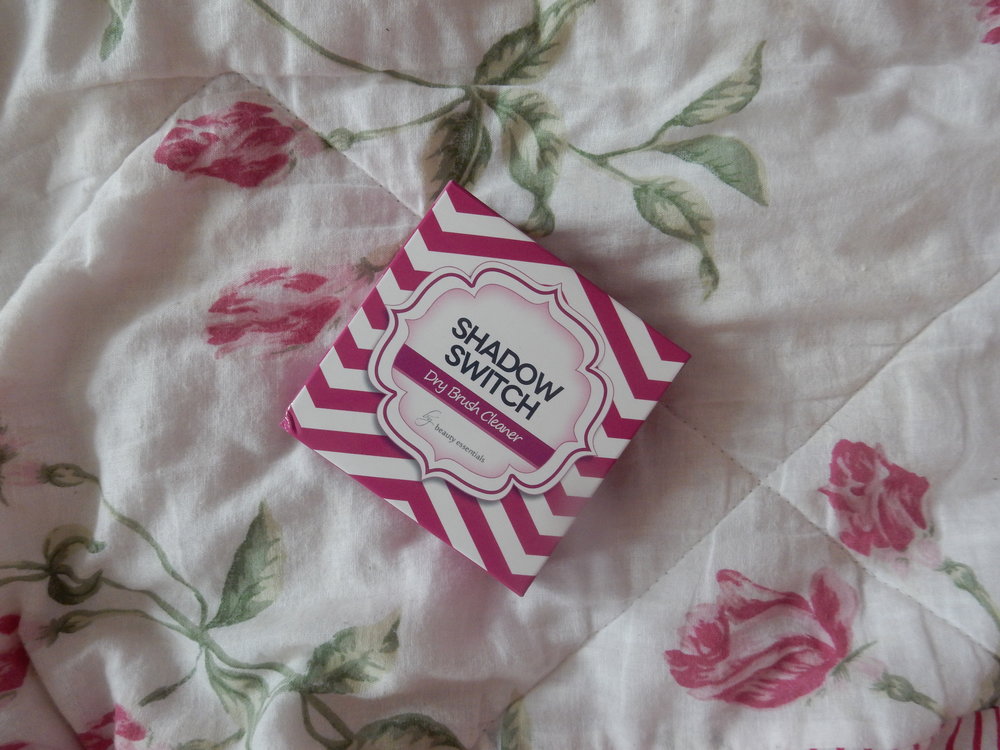 SHADOW
SWITCH
Dry Brush Cleaner
by beauty essentials